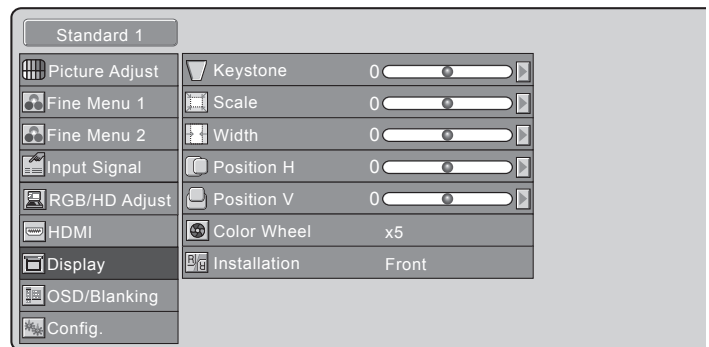 Standard 1
Picture Adjust
Fine Menu 1
Fine Menu 2
Input Signal
RGB/HD Adjust
HDMI
Display
OSD/Blanking
Config.
Keystone 0
Scale 0
Width 0
Position H 0
Position V 0
Color Wheel x5
Installation Front